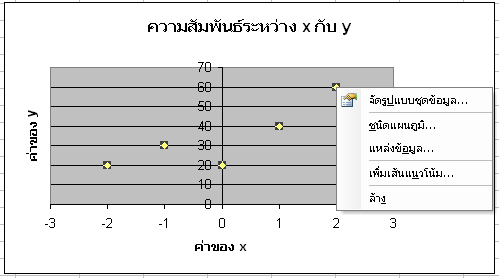 ความสัมพันธ์ระหว่าง x กับ y
ค่าของ y
70
60
50
40
30
20
10
0
-3 -2 -1 0 1 2 3
ค่าของ x
จัดรูปแบบชุดข้อมูล...
ชนิดแผนภูมิ...
แหล่งข้อมูล...
เพิ่มเส้นแนวโน้ม...
ล้าง